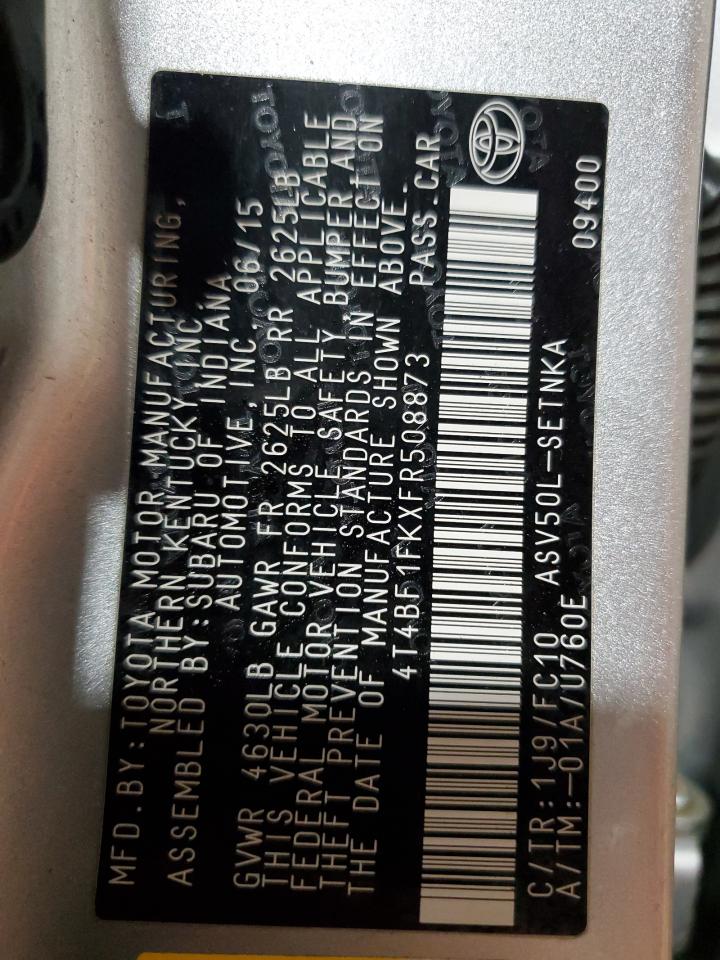 MFD.BY:TOYOTA MOTOR MANUFACTURING,
NORTHERN KENTUCKY,INC.
ASSEMBLED BY:SUBARU OF INDIANA
AUTOMOTIVE,INC. 06/15
GVWR 4630LB GAWR FR 2625LB RR 2625LB
THIS VEHICLE CONFORMS TO ALL APPLICABLE
FEDERAL MOTOR VEHICLE SAFETY, BUMPER AND
THEFT PREVENTION STANDARDS IN EFFECT ON
THE DATE OF MANUFACTURE SHOWN ABOVE.
4T4BF1FKXFR508873 PASS.CAR
C/TR:1J9/FC10 ASV50L-SETNKA
A/TM:-01A/U760E 09400